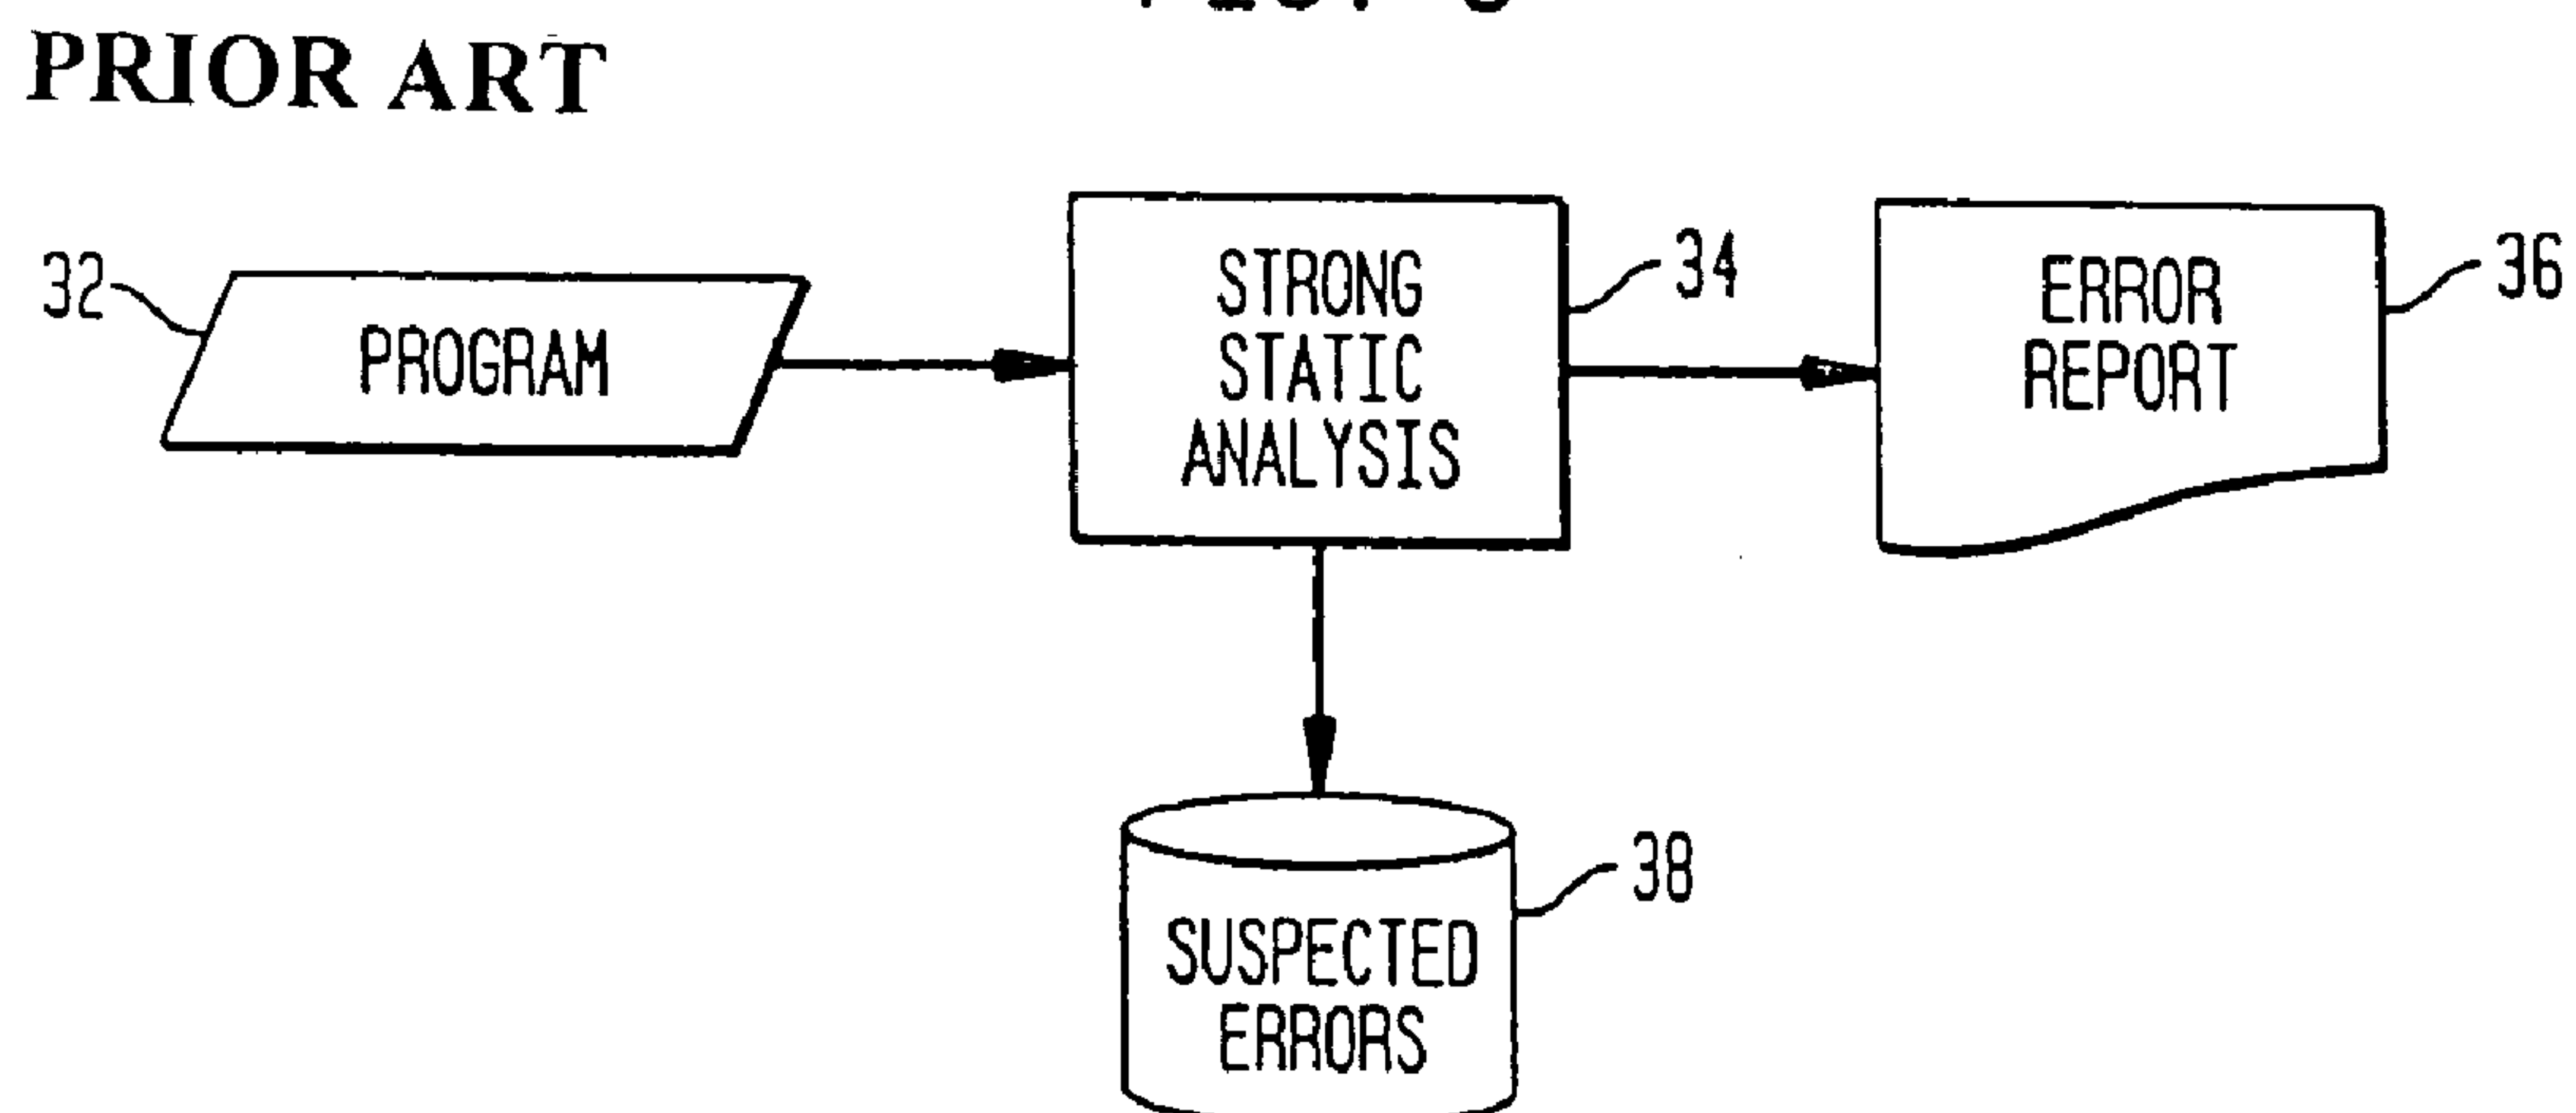 PRIOR ART
32
PROGRAM
STRONG
STATIC
ANALYSIS
34
ERROR
REPORT
36
SUSPECTED
ERRORS
38